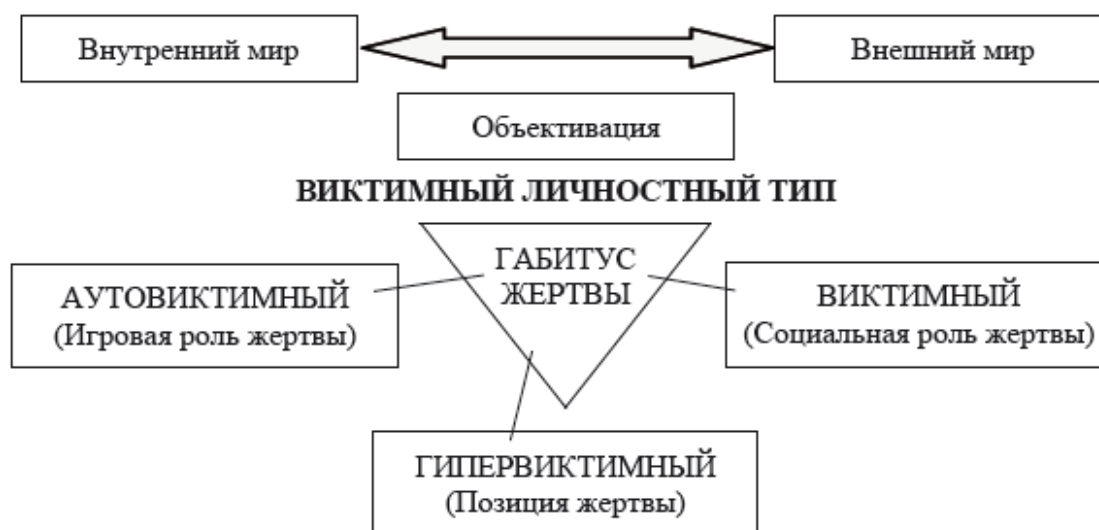 Внутренний мир
Внешний мир
Объективация
ВИКТИМНЫЙ ЛИЧНОСТНЫЙ ТИП
ГАБИТУС
ЖЕРТВЫ
АУТОВИКТИМНЫЙ
(Игровая роль жертвы)
ВИКТИМНЫЙ
(Социальная роль жертвы)
ГИПЕРВИКТИМНЫЙ
(Позиция жертвы)